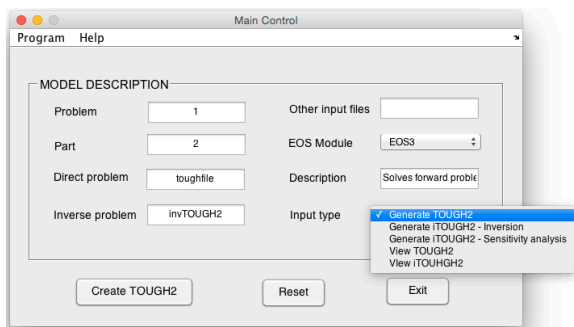 Main Control
Program Help
MODEL DESCRIPTION
Problem 1 Other input files
Part 2 EOS Module EOS3
Direct problem toughfile Description Solves forward proble
Inverse problem invTOUGH2 Input type ✓ Generate TOUGH2
Generate iTOUGH2 - Inversion
Generate iTOUGH2 - Sensitivity analysis
View TOUGH2
VIew iTOUHGH2
Create TOUGH2 Reset Exit